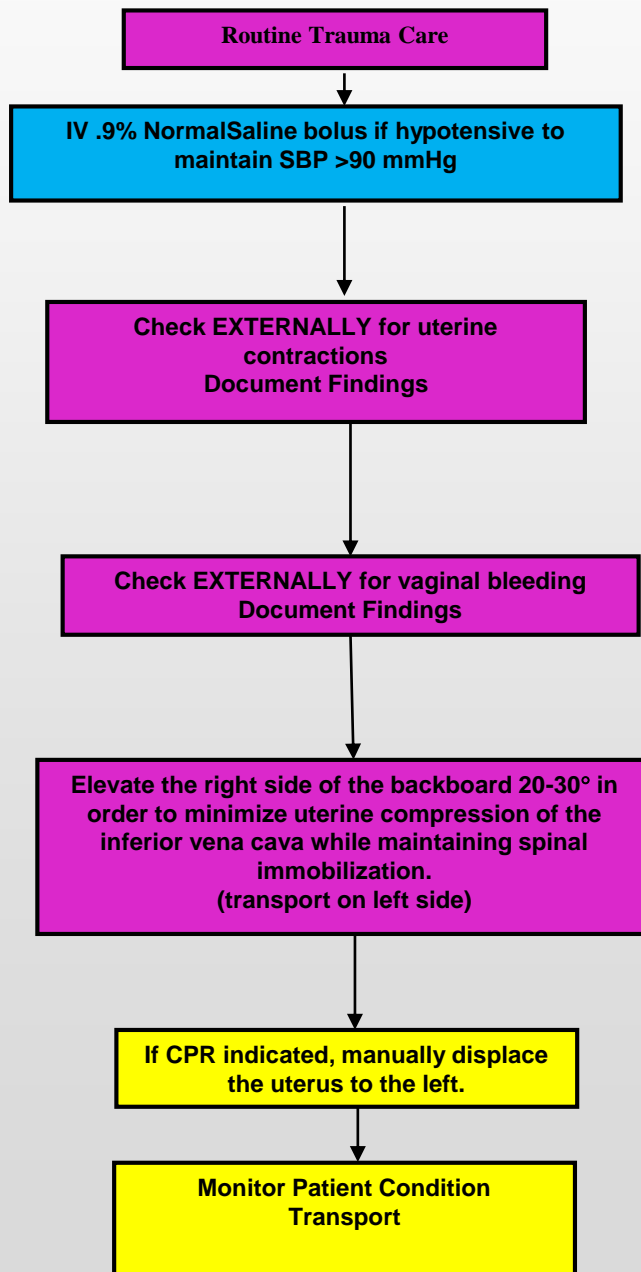 Routine Trauma Care
IV .9% NormalSaline bolus if hypotensive to
maintain SBP >90 mmHg
Check EXTERNALLY for uterine
contractions
Document Findings
Check EXTERNALLY for vaginal bleeding
Document Findings
Elevate the right side of the backboard 20-30° in
order to minimize uterine compression of the
inferior vena cava while maintaining spinal
immobilization.
(transport on left side)
If CPR indicated, manually displace
the uterus to the left.
Monitor Patient Condition
Transport